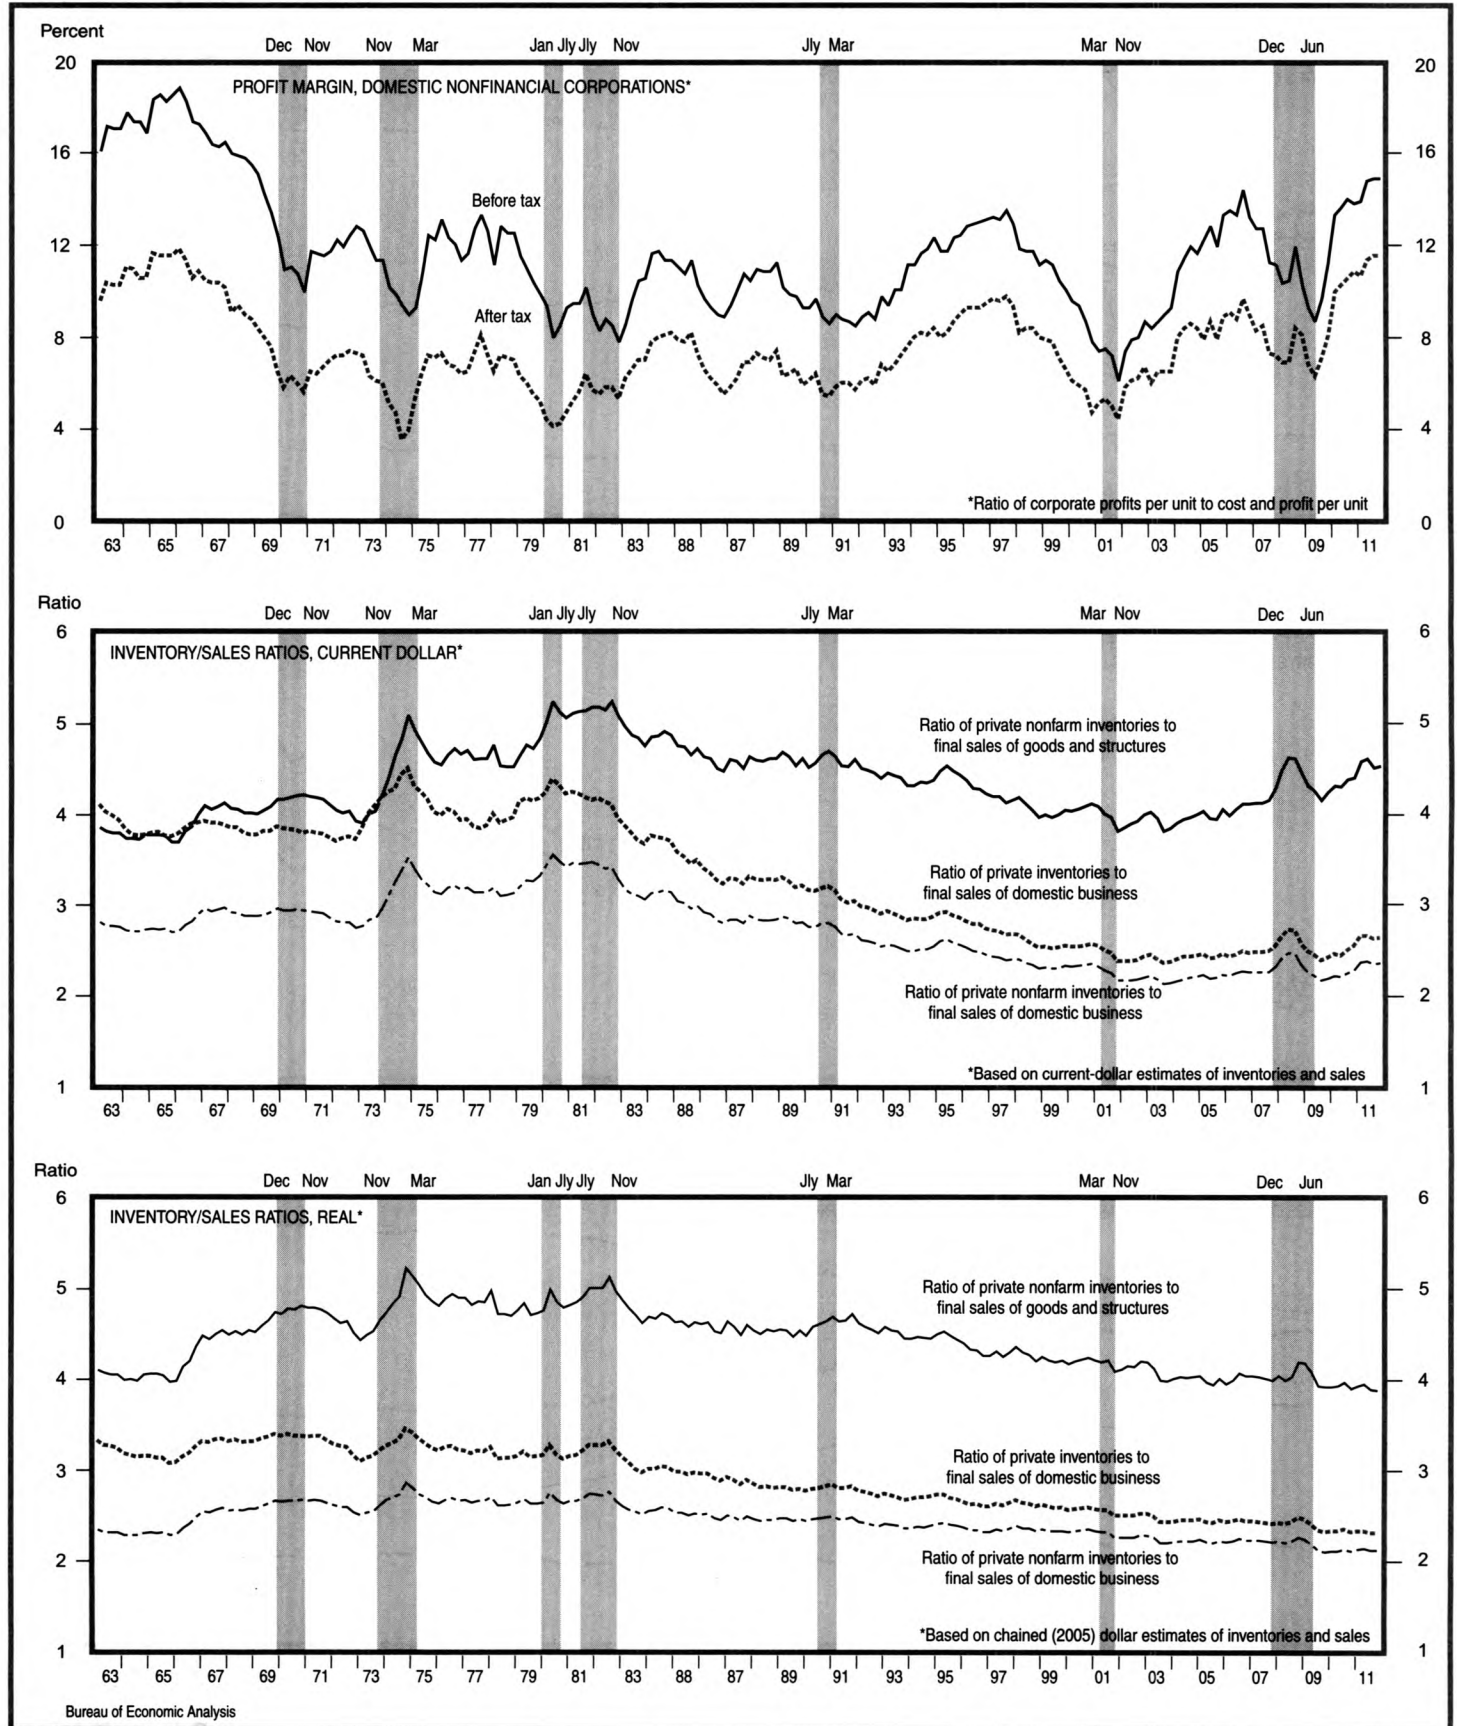 Percent
Dec Nov Nov Mar Jan Jly Jly Nov Jly Mar Mar Nov Dec Jun
20 20
PROFIT MARGIN, DOMESTIC NONFINANCIAL CORPORATIONS*
16 16
Before tax
12 12
After tax
8 8
4 4
*Ratio of corporate profits per unit to cost and profit per unit
0 0
63 65 67 69 71 73 75 77 79 81 83 88 87 89 91 93 95 97 99 01 03 05 07 09 11
Ratio
Dec Nov Nov Mar Jan Jly Jly Nov Jly Mar Mar Nov Dec Jun
6 6
INVENTORY/SALES RATIOS, CURRENT DOLLAR*
Ratio of private nonfarm inventories to
final sales of goods and structures
5 5
4 4
Ratio of private inventories to
final sales of domestic business
3 3
Ratio of private nonfarm inventories to
final sales of domestic business
2 2
*Based on current-dollar estimates of inventories and sales
1 1
63 65 67 69 71 73 75 77 79 81 83 88 87 89 91 93 95 97 99 01 03 05 07 09 11
Ratio
Dec Nov Nov Mar Jan Jly Jly Nov Jly Mar Mar Nov Dec Jun
6 6
INVENTORY/SALES RATIOS, REAL*
Ratio of private nonfarm inventories to
final sales of goods and structures
5 5
4 4
Ratio of private inventories to
final sales of domestic business
3 3
Ratio of private nonfarm inventories to
final sales of domestic business
2 2
*Based on chained (2005) dollar estimates of inventories and sales
1 1
63 65 67 69 71 73 75 77 79 81 83 88 87 89 91 93 95 97 99 01 03 05 07 09 11
Bureau of Economic Analysis